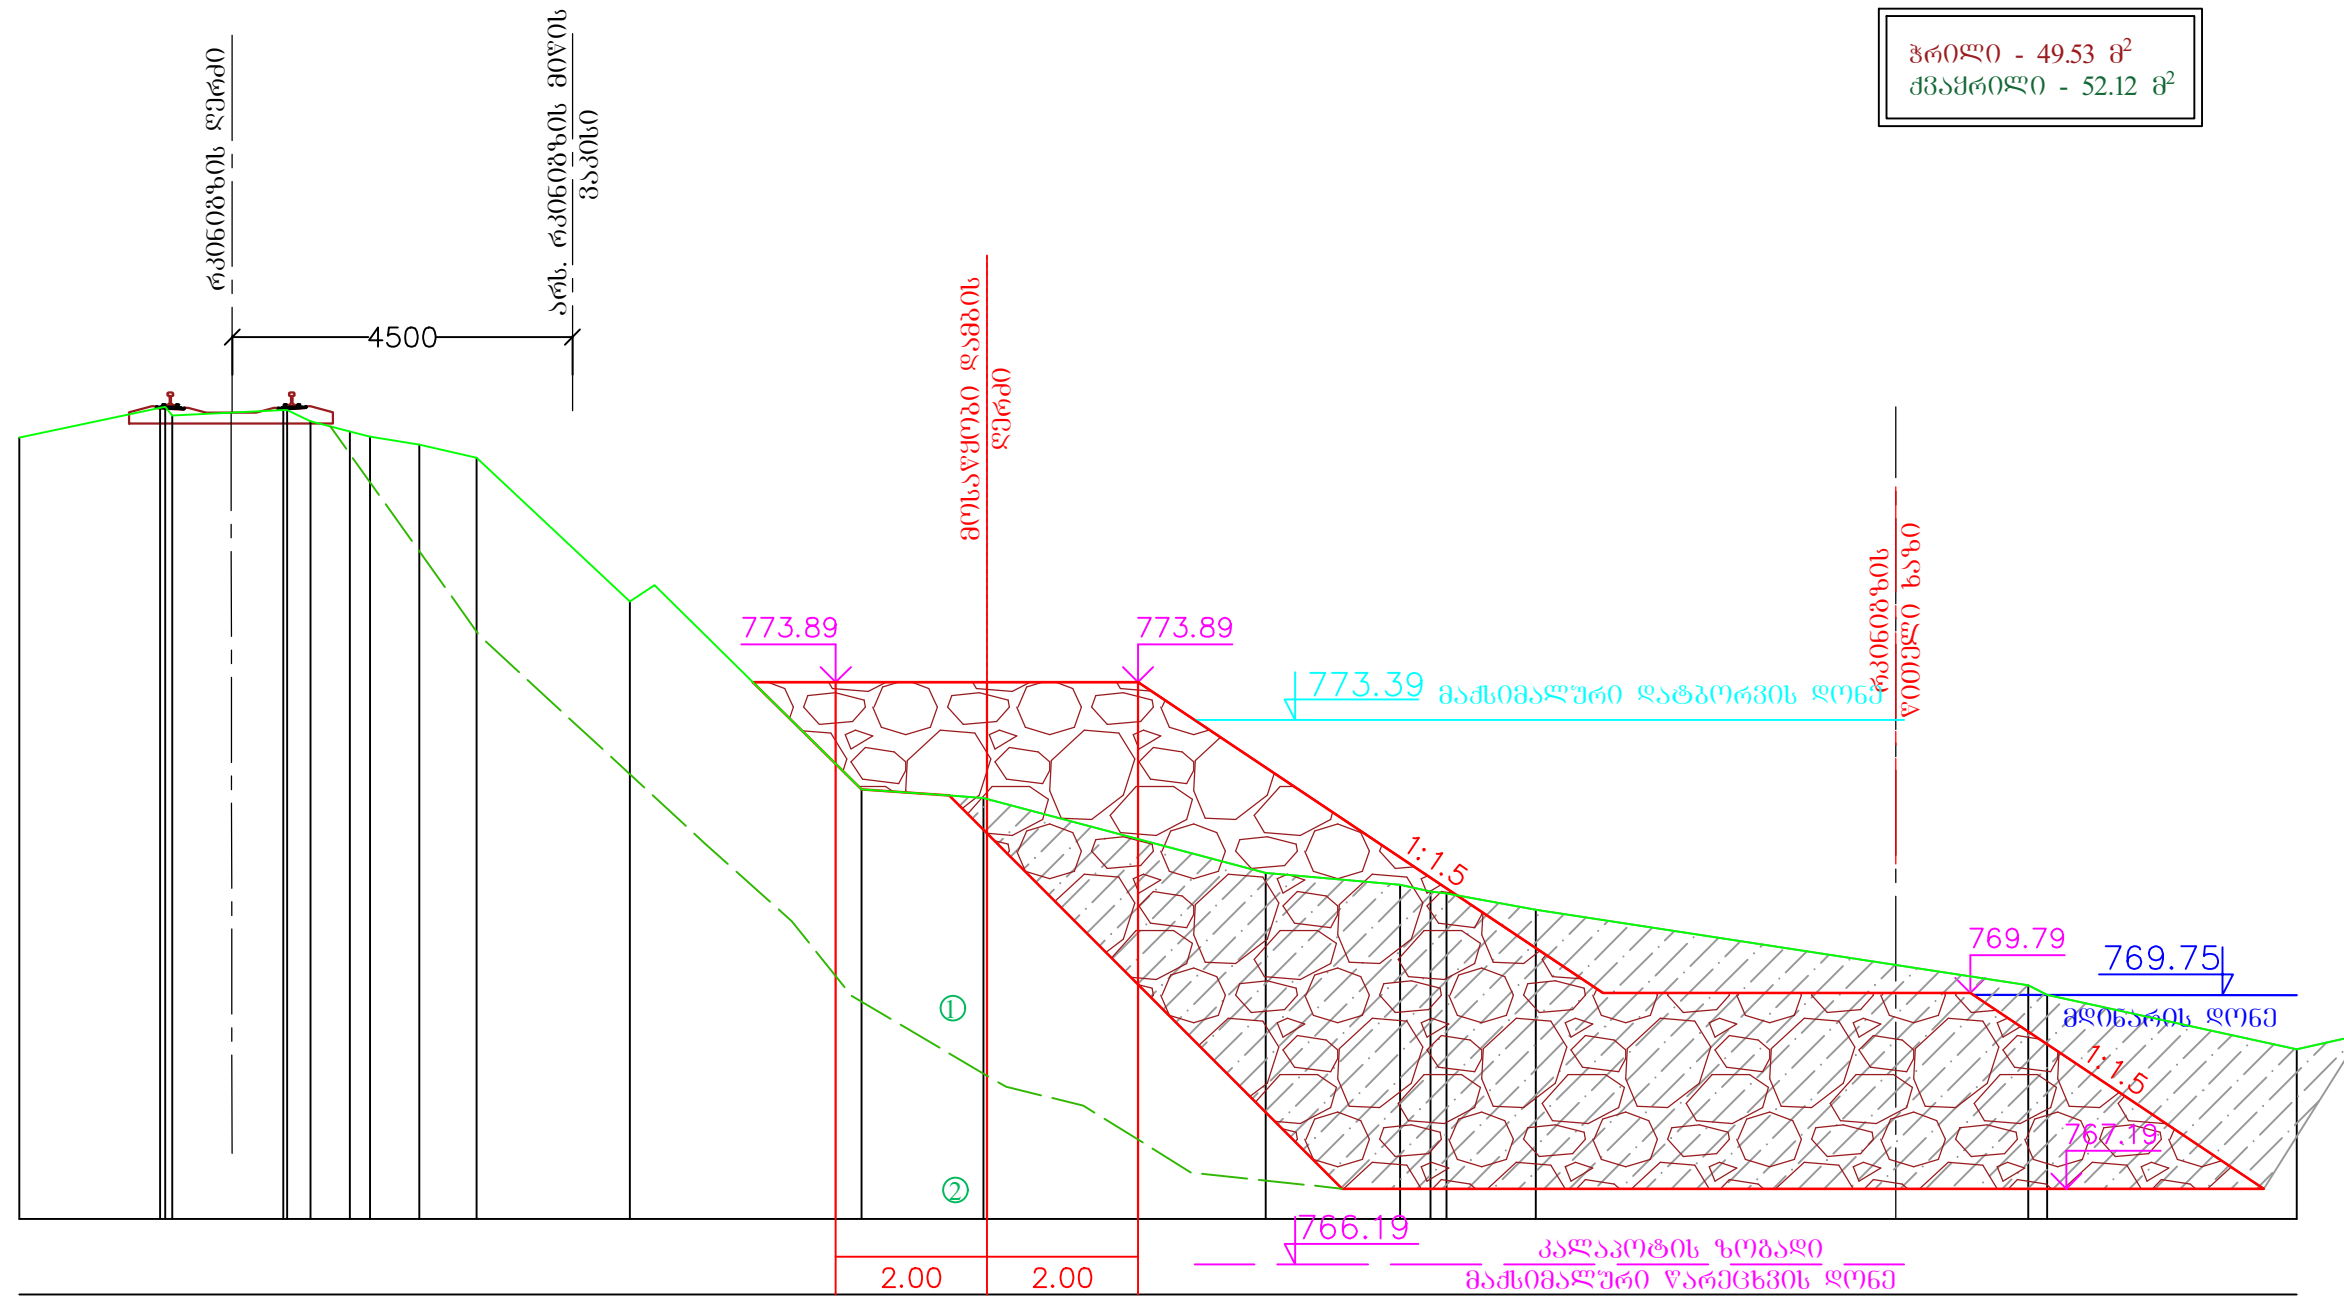 ჭრილი - 49.53 მ²
ქვაყრილი - 52.12 მ²
რკინიგზის ღერძი
არს. რკინიგზის მიწის
ვაკისი
4500
მოსაწყობი დამბის
ღერძი
რკინიგზის
წითელი ხაზი
773.89
773.89
773.39 მაქსიმალური დატბორვის დონე
1:1.5
769.79
769.75
მდინარის დონე
1:1.5
767.19
①
②
766.19
კალაპოტის ზოგადი
მაქსიმალური წარეცხვის დონე
2.00
2.00